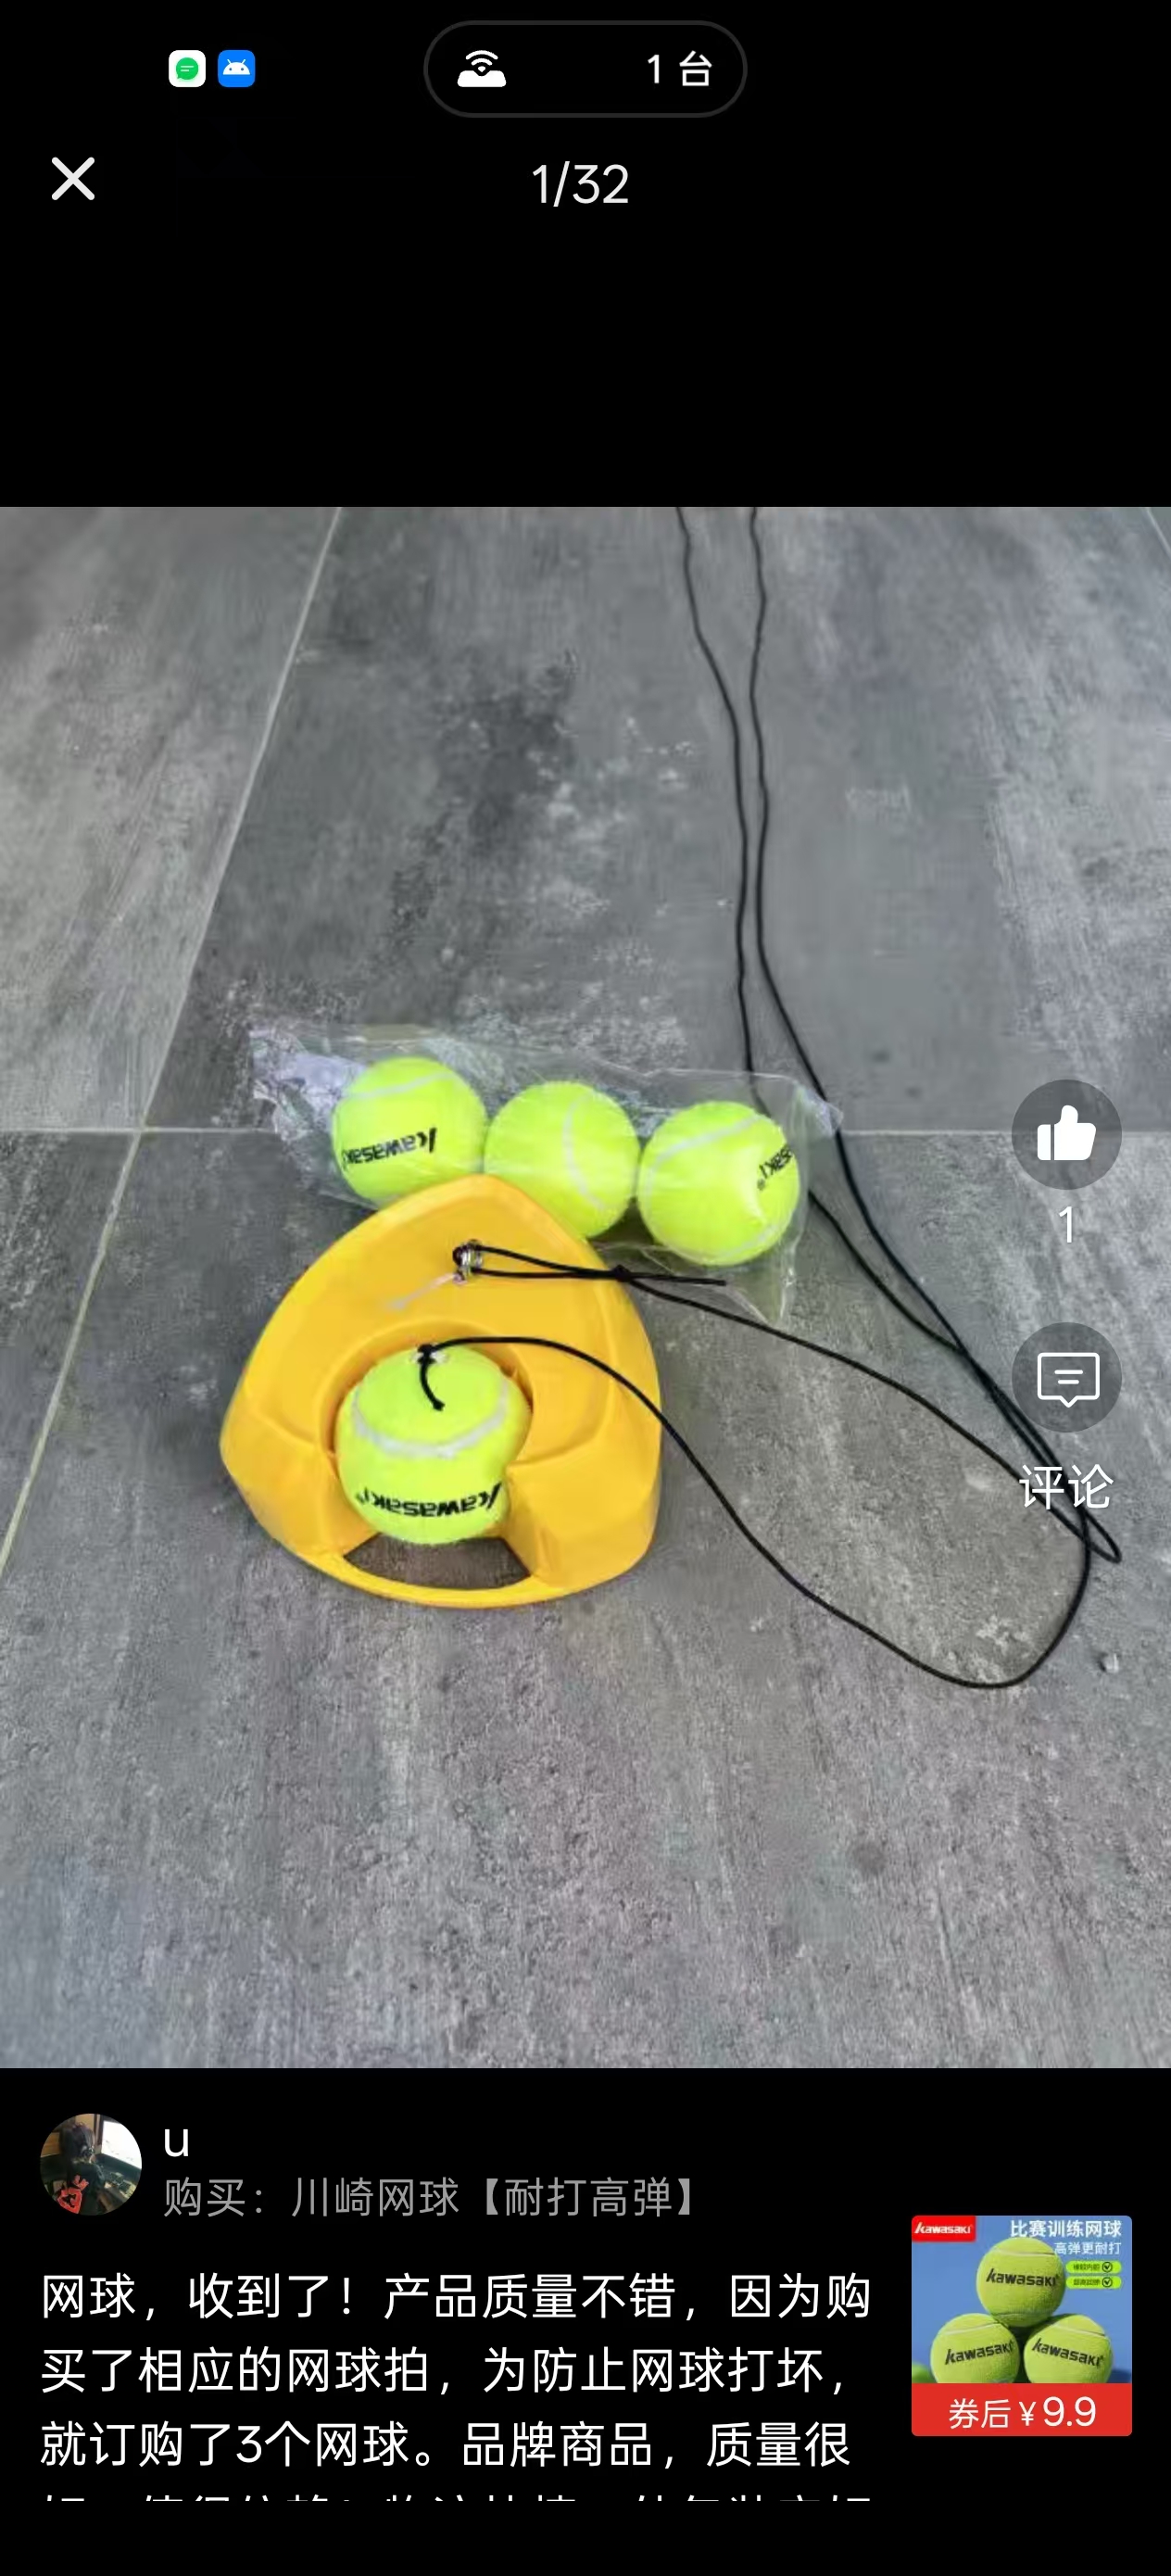 1 台
1/32
kawasaki
kawasaki
1
评论
u
购买：川崎网球【耐打高弹】
网球，收到了！产品质量不错，因为购
买了相应的网球拍，为防止网球打坏，
就订购了3个网球。品牌商品，质量很
kawasaki
比赛训练网球
高弹更耐打
kawasaki
kawasaki
kawasaki
券后￥9.9